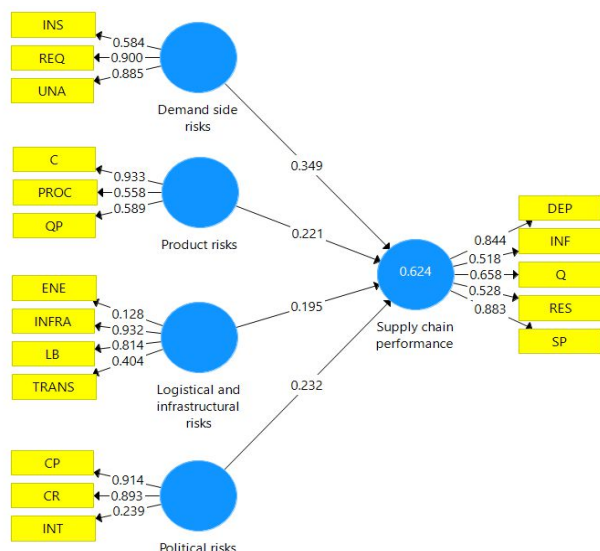 INS
0.584
REQ
0.900
UNA
0.885
Demand side
risks
0.349
C
0.933
PROC
0.558
QP
0.589
Product risks
0.221
ENE
0.128
INFRA
0.932
LB
0.814
TRANS
0.404
Logistical and
infrastructural
risks
0.195
CP
0.914
CR
0.893
INT
0.239
Political risks
0.232
0.624
Supply chain
performance
DEP
0.844
INF
0.518
Q
0.658
RES
0.528
SP
0.883